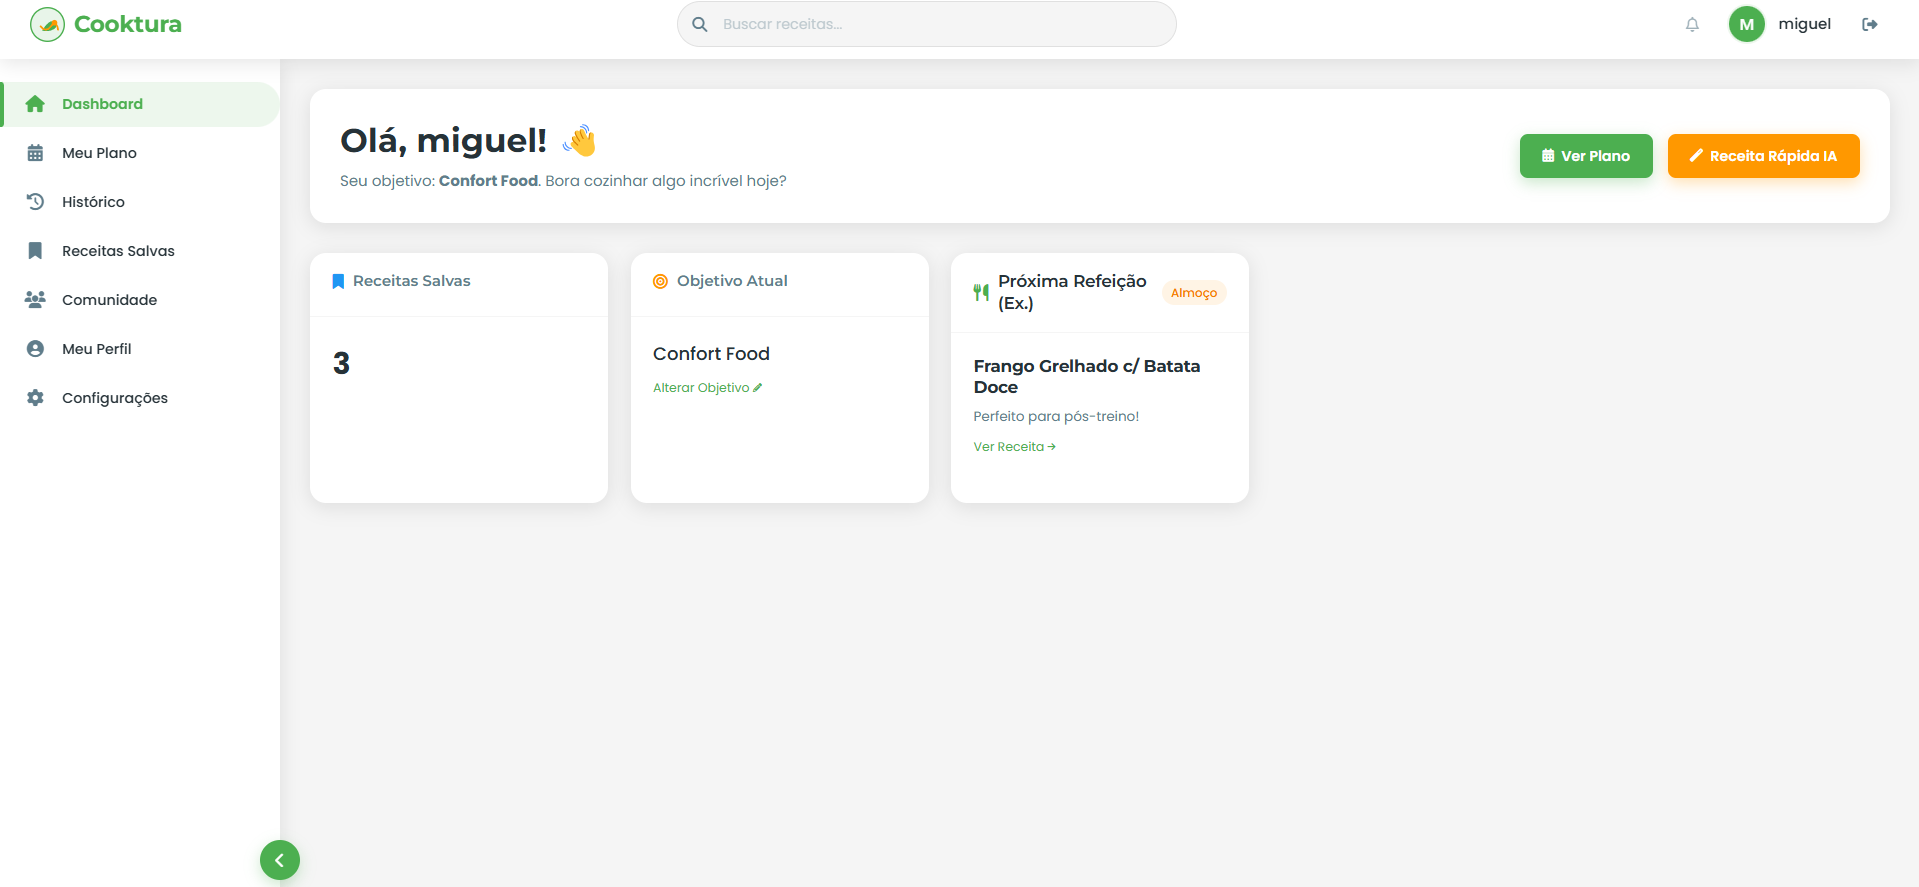 Cooktura
Buscar receitas...
M
miguel
Dashboard
Meu Plano
Histórico
Receitas Salvas
Comunidade
Meu Perfil
Configurações
Olá, miguel! 👋
Seu objetivo: Confort Food. Bora cozinhar algo incrível hoje?
Ver Plano
Receita Rápida IA
Receitas Salvas
3
Objetivo Atual
Confort Food
Alterar Objetivo
Próxima Refeição
(Ex.)
Almoço
Frango Grelhado c/ Batata
Doce
Perfeito para pós-treino!
Ver Receita →